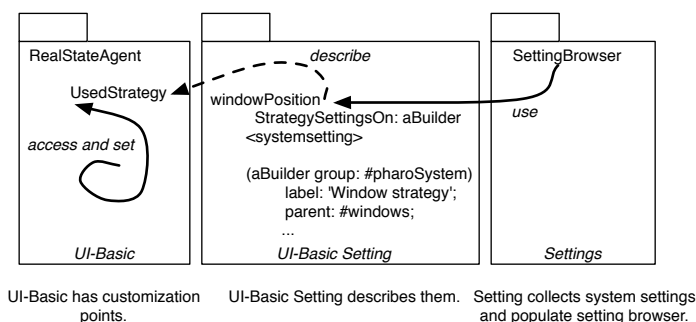 RealStateAgent
UsedStrategy
access and set
UI-Basic
describe
windowPosition
StrategySettingsOn: aBuilder
<systemsetting>
(aBuilder group: #pharoSystem)
label: 'Window strategy';
parent: #windows;
...
UI-Basic Setting
SettingBrowser
use
Settings
UI-Basic has customization
points.
UI-Basic Setting describes them.
Setting collects system settings
and populate setting browser.